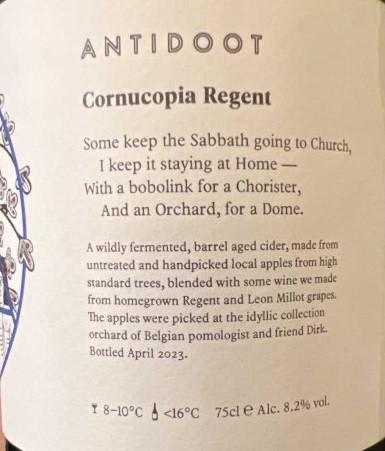 ANTIDOOT
Cornucopia Regent
Some keep the Sabbath going to Church,
I keep it staying at Home —
With a bobolink for a Chorister,
And an Orchard, for a Dome.
A wildly fermented, barrel aged cider, made from
untreated and handpicked local apples from high
standard trees, blended with some wine we made
from homegrown Regent and Leon Millot grapes.
The apples were picked at the idyllic collection
orchard of Belgian pomologist and friend Dirk.
Bottled April 2023.
8–10°C <16°C 75cl e Alc. 8.2% vol.